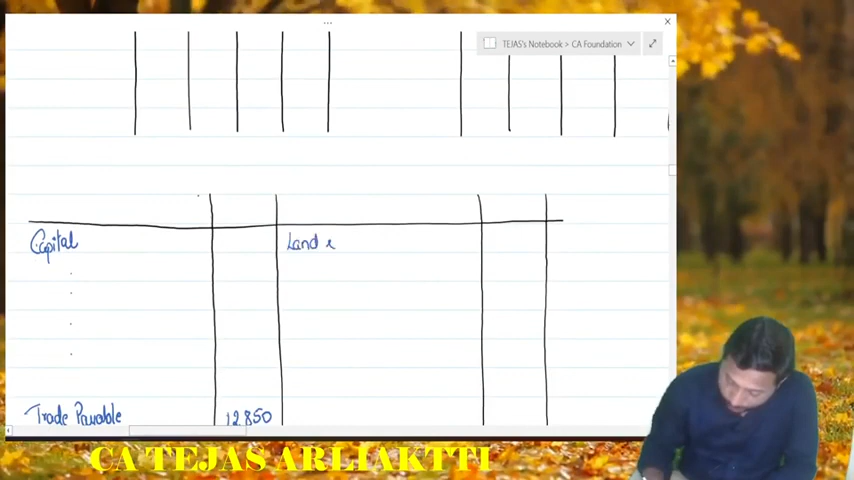 TEJAS's Notebook > CA Foundation
Capital
Land &
Trade Payable
12,850
CA TEJAS ARLIAKTTI